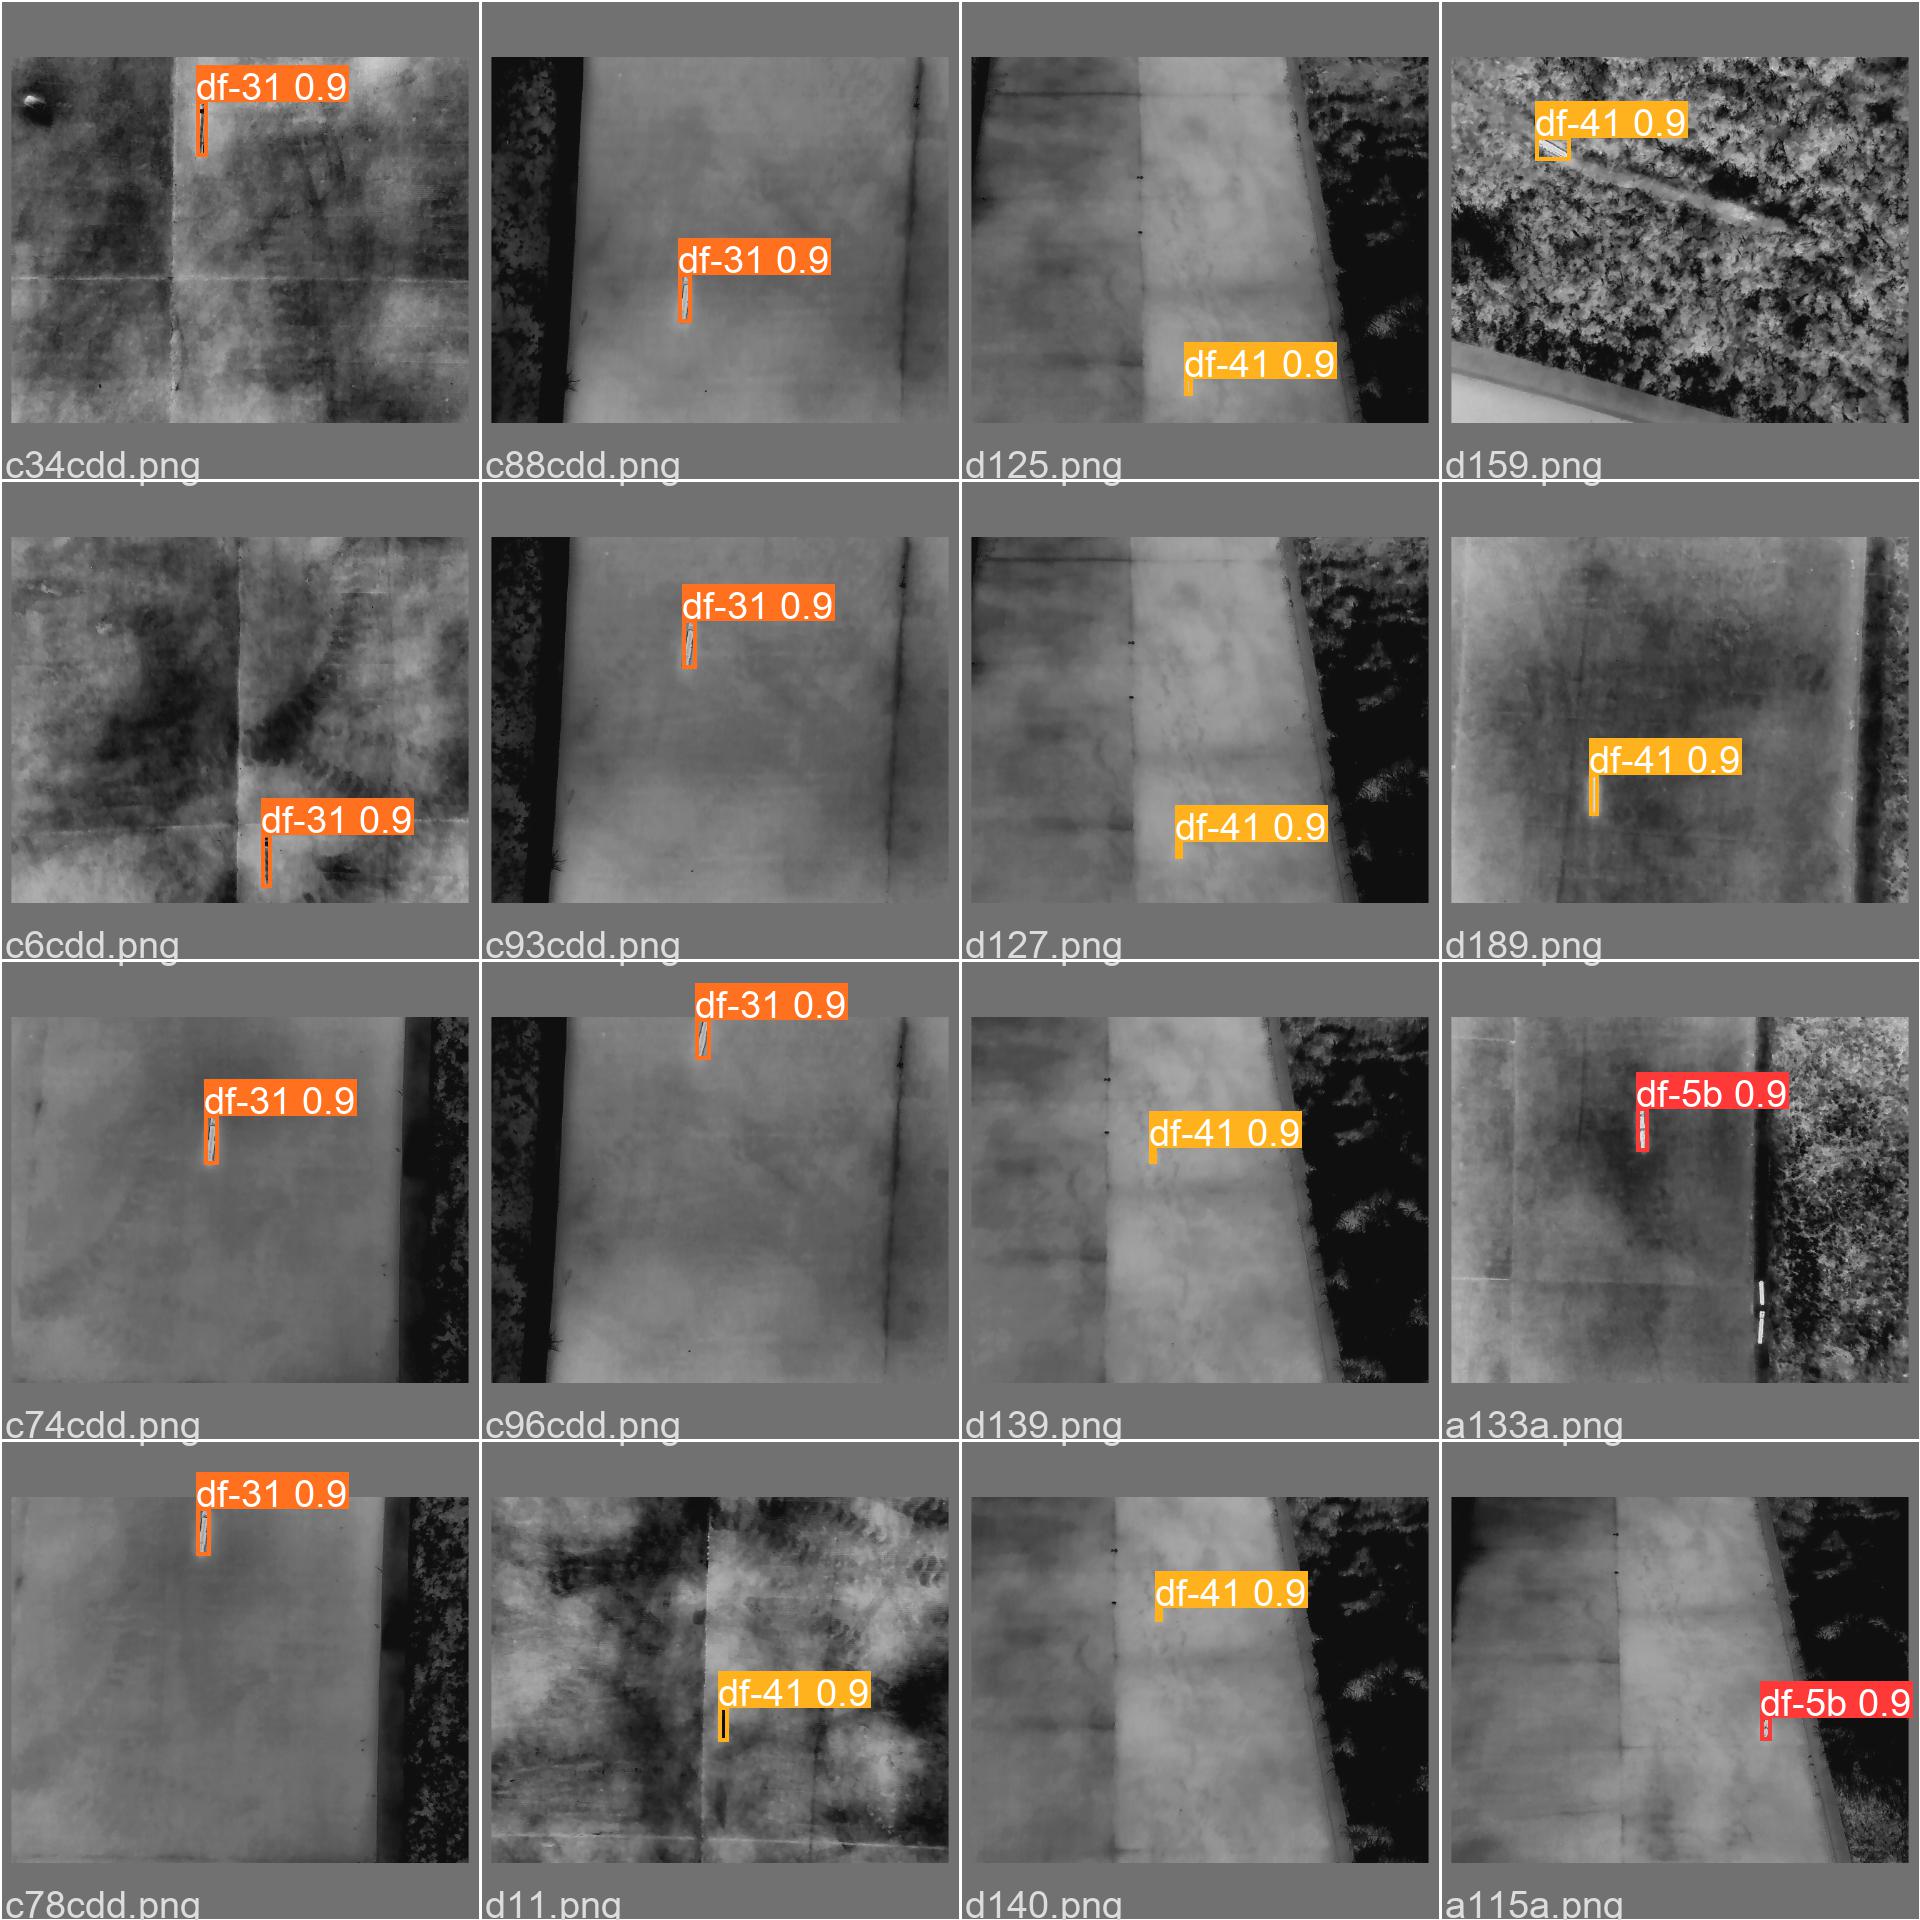 df-31 0.9
c34cdd.png
df-31 0.9
c88cdd.png
df-41 0.9
d125.png
df-41 0.9
d159.png
df-31 0.9
c6cdd.png
df-31 0.9
c93cdd.png
df-41 0.9
d127.png
df-41 0.9
d189.png
df-31 0.9
c74cdd.png
df-31 0.9
c96cdd.png
df-41 0.9
d139.png
df-5b 0.9
a133a.png
df-31 0.9
c78cdd.png
df-41 0.9
d11.png
df-41 0.9
d140.png
df-5b 0.9
a115a.png